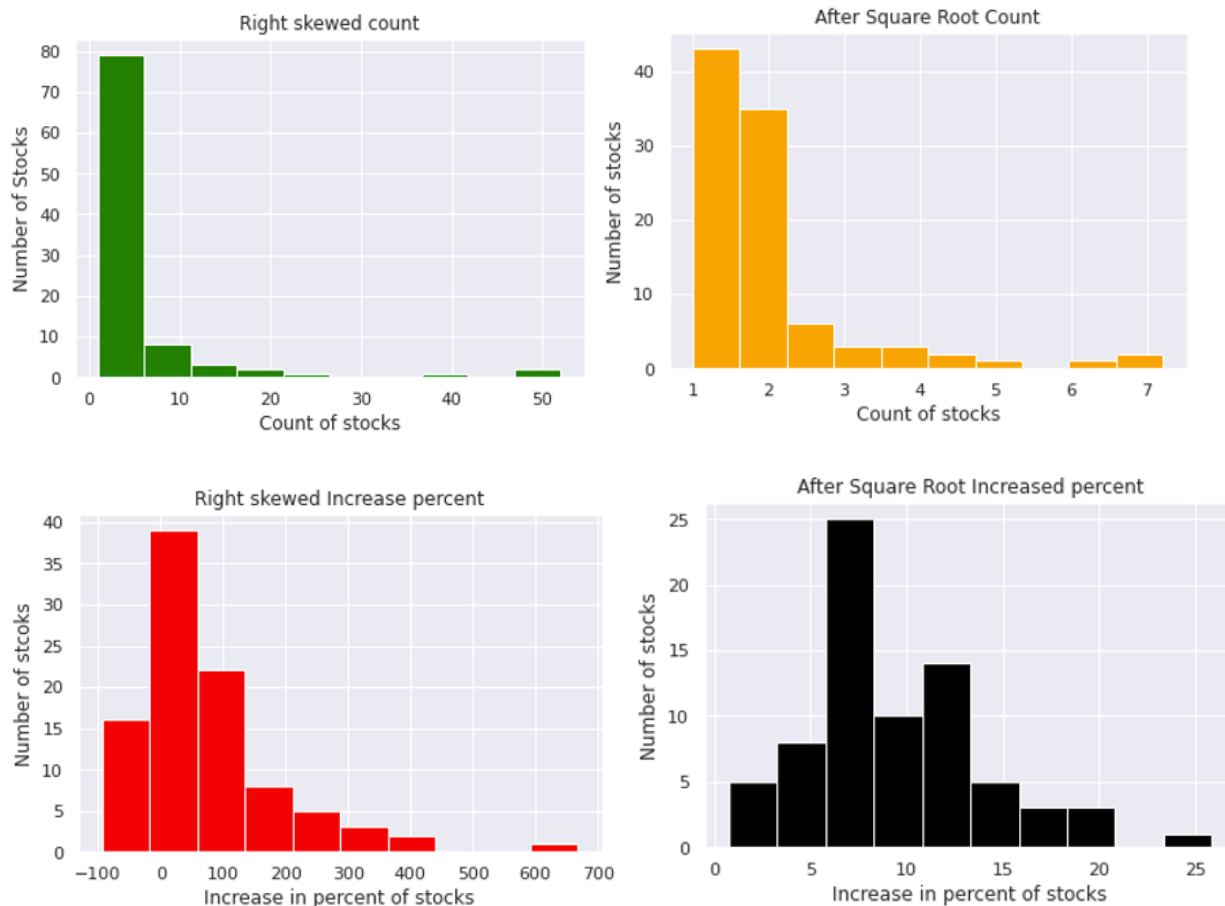 Right skewed count
80
70
60
50
40
30
20
10
0
Number of Stocks
0 10 20 30 40 50
Count of stocks
After Square Root Count
40
30
20
10
0
Number of stocks
1 2 3 4 5 6 7
Count of stocks
Right skewed Increase percent
40
35
30
25
20
15
10
5
0
Number of stcoks
−100 0 100 200 300 400 500 600 700
Increase in percent of stocks
After Square Root Increased percent
25
20
15
10
5
0
Number of stocks
0 5 10 15 20 25
Increase in percent of stocks